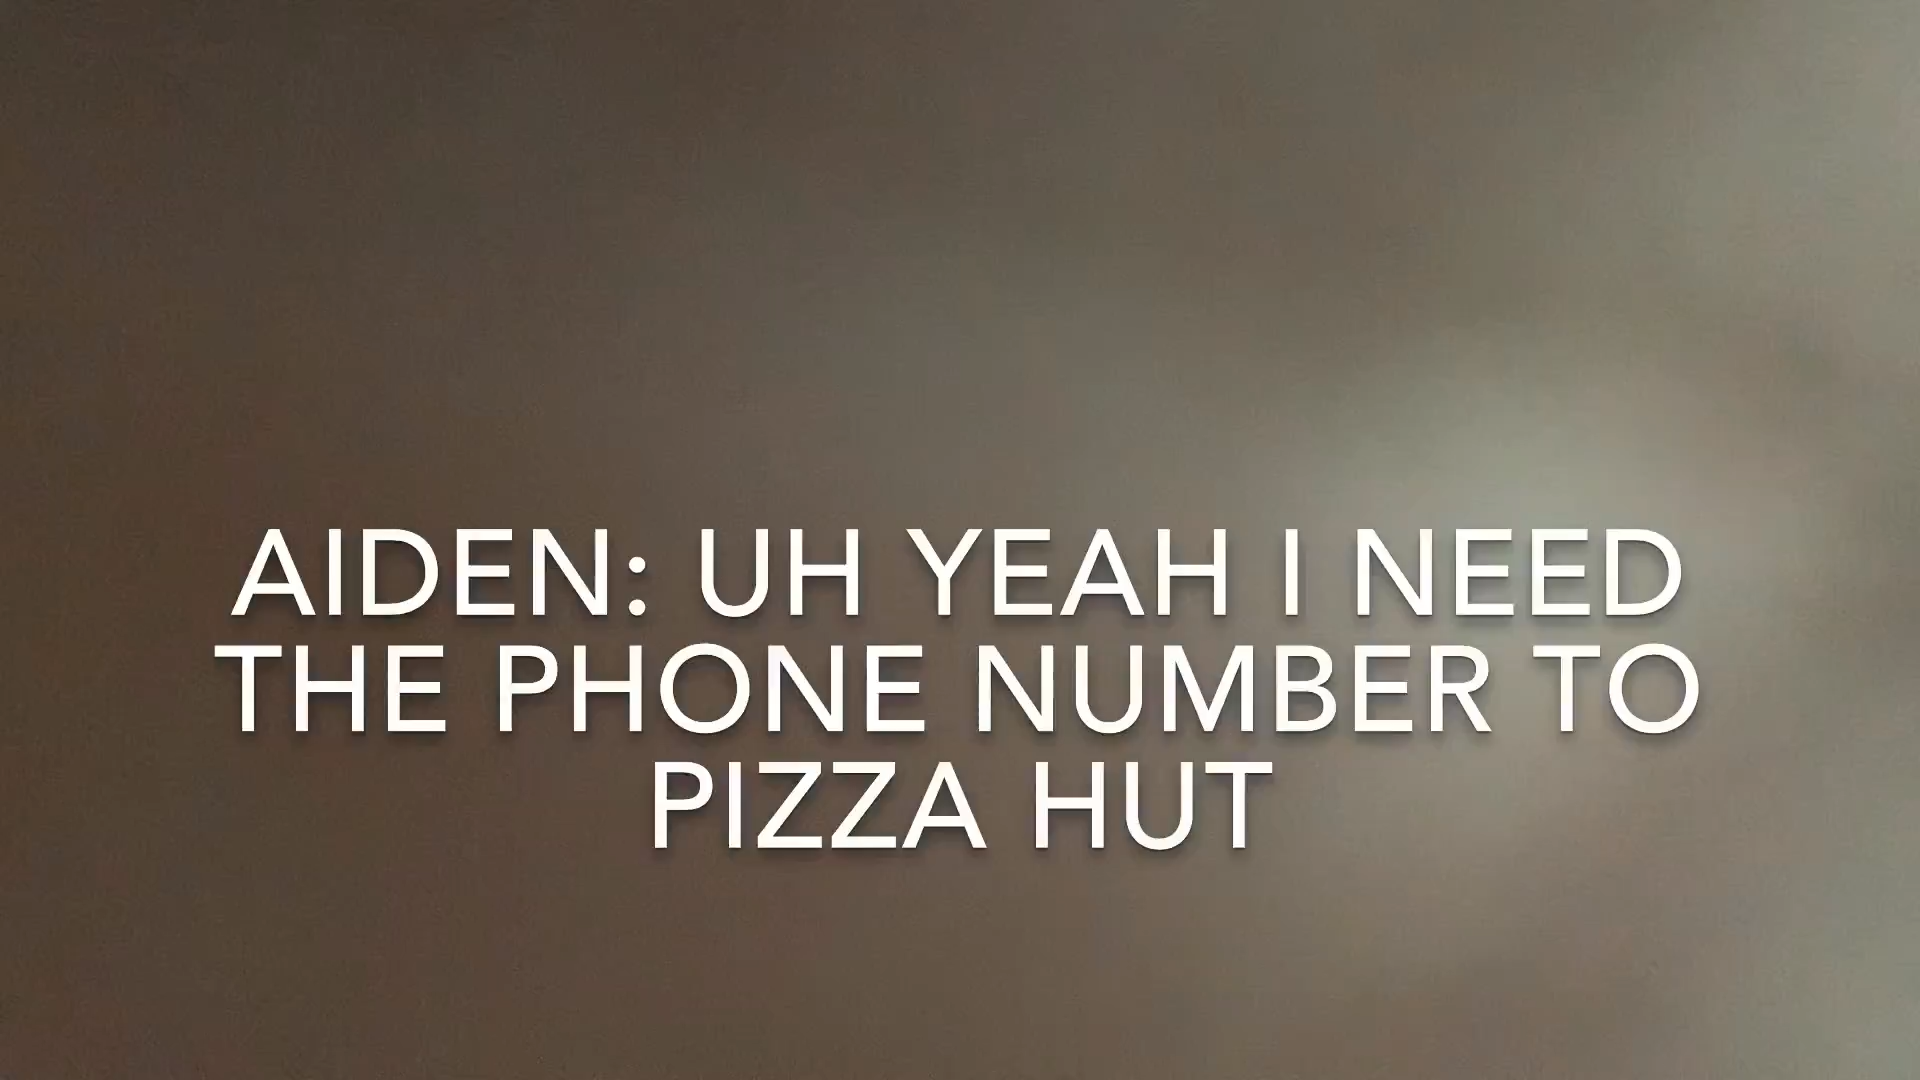 AIDEN: UH YEAH I NEED
THE PHONE NUMBER TO
PIZZA HUT